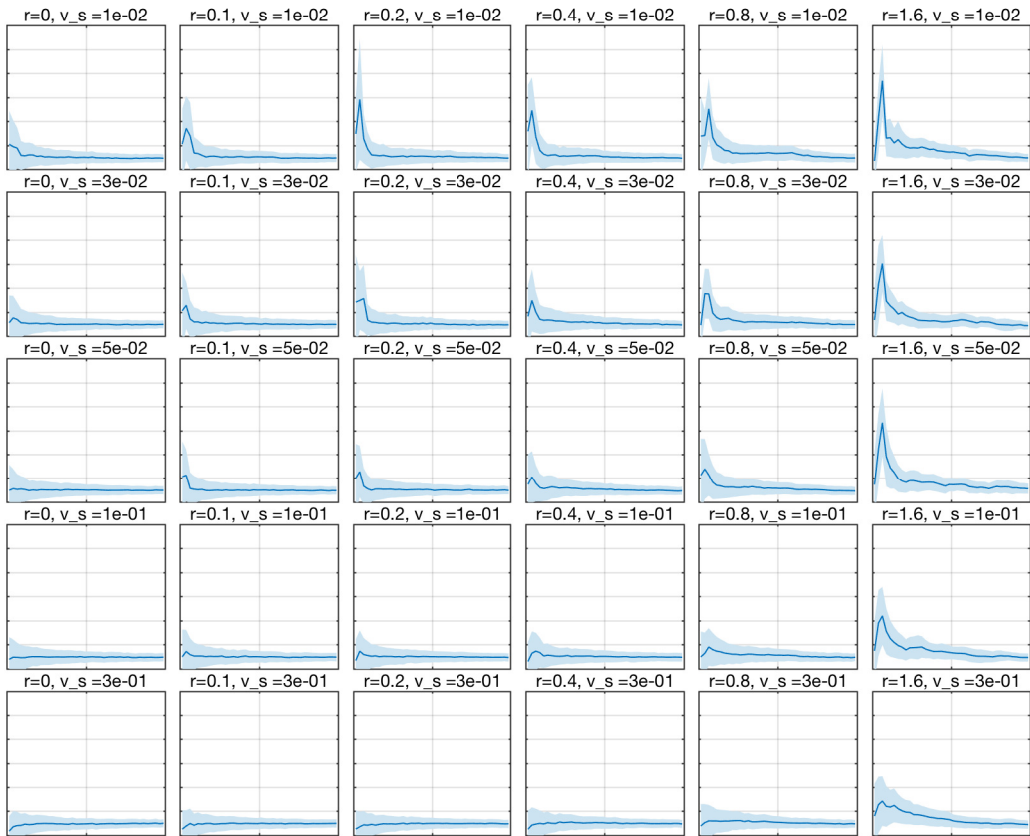 r=0, v_s =1e-02
r=0.1, v_s =1e-02
r=0.2, v_s =1e-02
r=0.4, v_s =1e-02
r=0.8, v_s =1e-02
r=1.6, v_s =1e-02
r=0, v_s =3e-02
r=0.1, v_s =3e-02
r=0.2, v_s =3e-02
r=0.4, v_s =3e-02
r=0.8, v_s =3e-02
r=1.6, v_s =3e-02
r=0, v_s =5e-02
r=0.1, v_s =5e-02
r=0.2, v_s =5e-02
r=0.4, v_s =5e-02
r=0.8, v_s =5e-02
r=1.6, v_s =5e-02
r=0, v_s =1e-01
r=0.1, v_s =1e-01
r=0.2, v_s =1e-01
r=0.4, v_s =1e-01
r=0.8, v_s =1e-01
r=1.6, v_s =1e-01
r=0, v_s =3e-01
r=0.1, v_s =3e-01
r=0.2, v_s =3e-01
r=0.4, v_s =3e-01
r=0.8, v_s =3e-01
r=1.6, v_s =3e-01